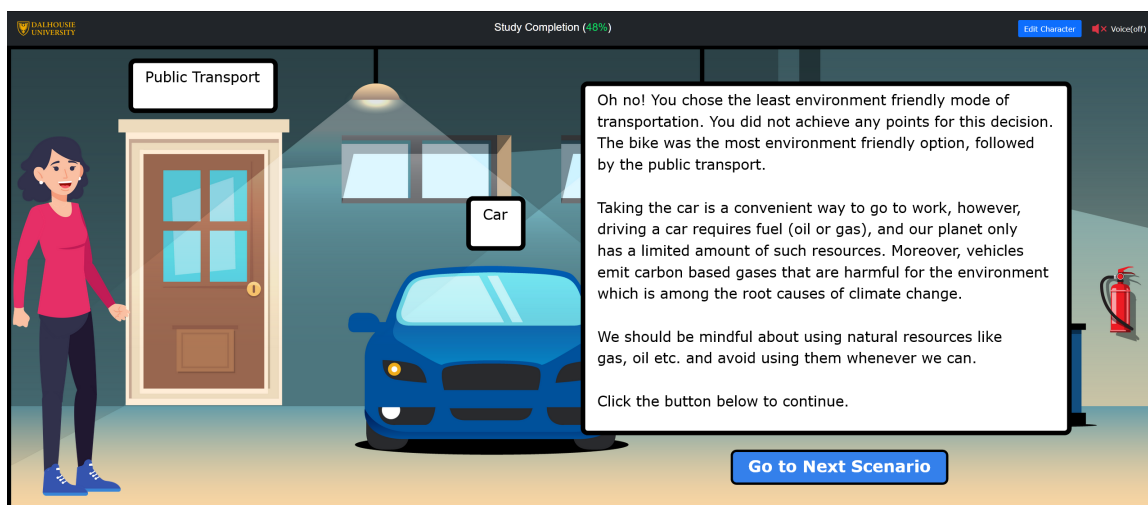 DALHOUSIE
UNIVERSITY
Study Completion (48%)
Edit Character
Voice(off)
Public Transport
Car
Oh no! You chose the least environment friendly mode of
transportation. You did not achieve any points for this decision.
The bike was the most environment friendly option, followed
by the public transport.
Taking the car is a convenient way to go to work, however,
driving a car requires fuel (oil or gas), and our planet only
has a limited amount of such resources. Moreover, vehicles
emit carbon based gases that are harmful for the environment
which is among the root causes of climate change.
We should be mindful about using natural resources like
gas, oil etc. and avoid using them whenever we can.
Click the button below to continue.
Go to Next Scenario